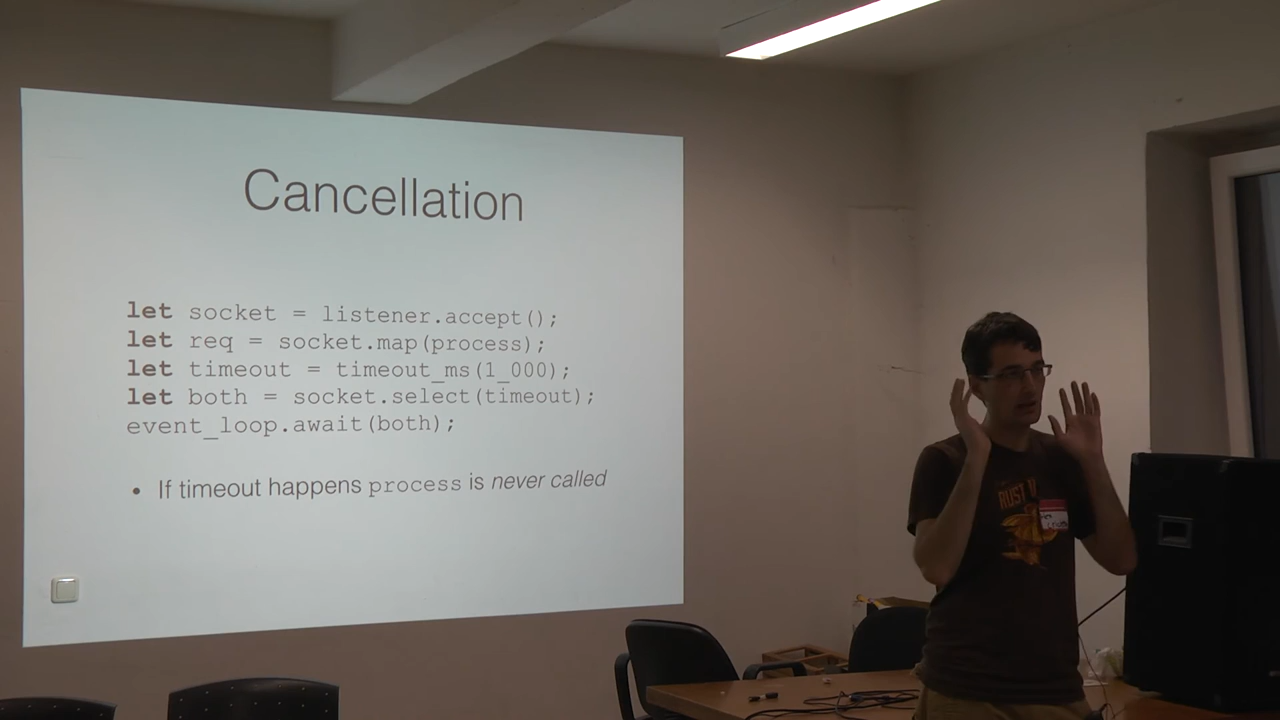 Cancellation
let socket = listener.accept();
let req = socket.map(process);
let timeout = timeout_ms(1_000);
let both = socket.select(timeout);
event_loop.await(both);
• If timeout happens process is never called
RUST